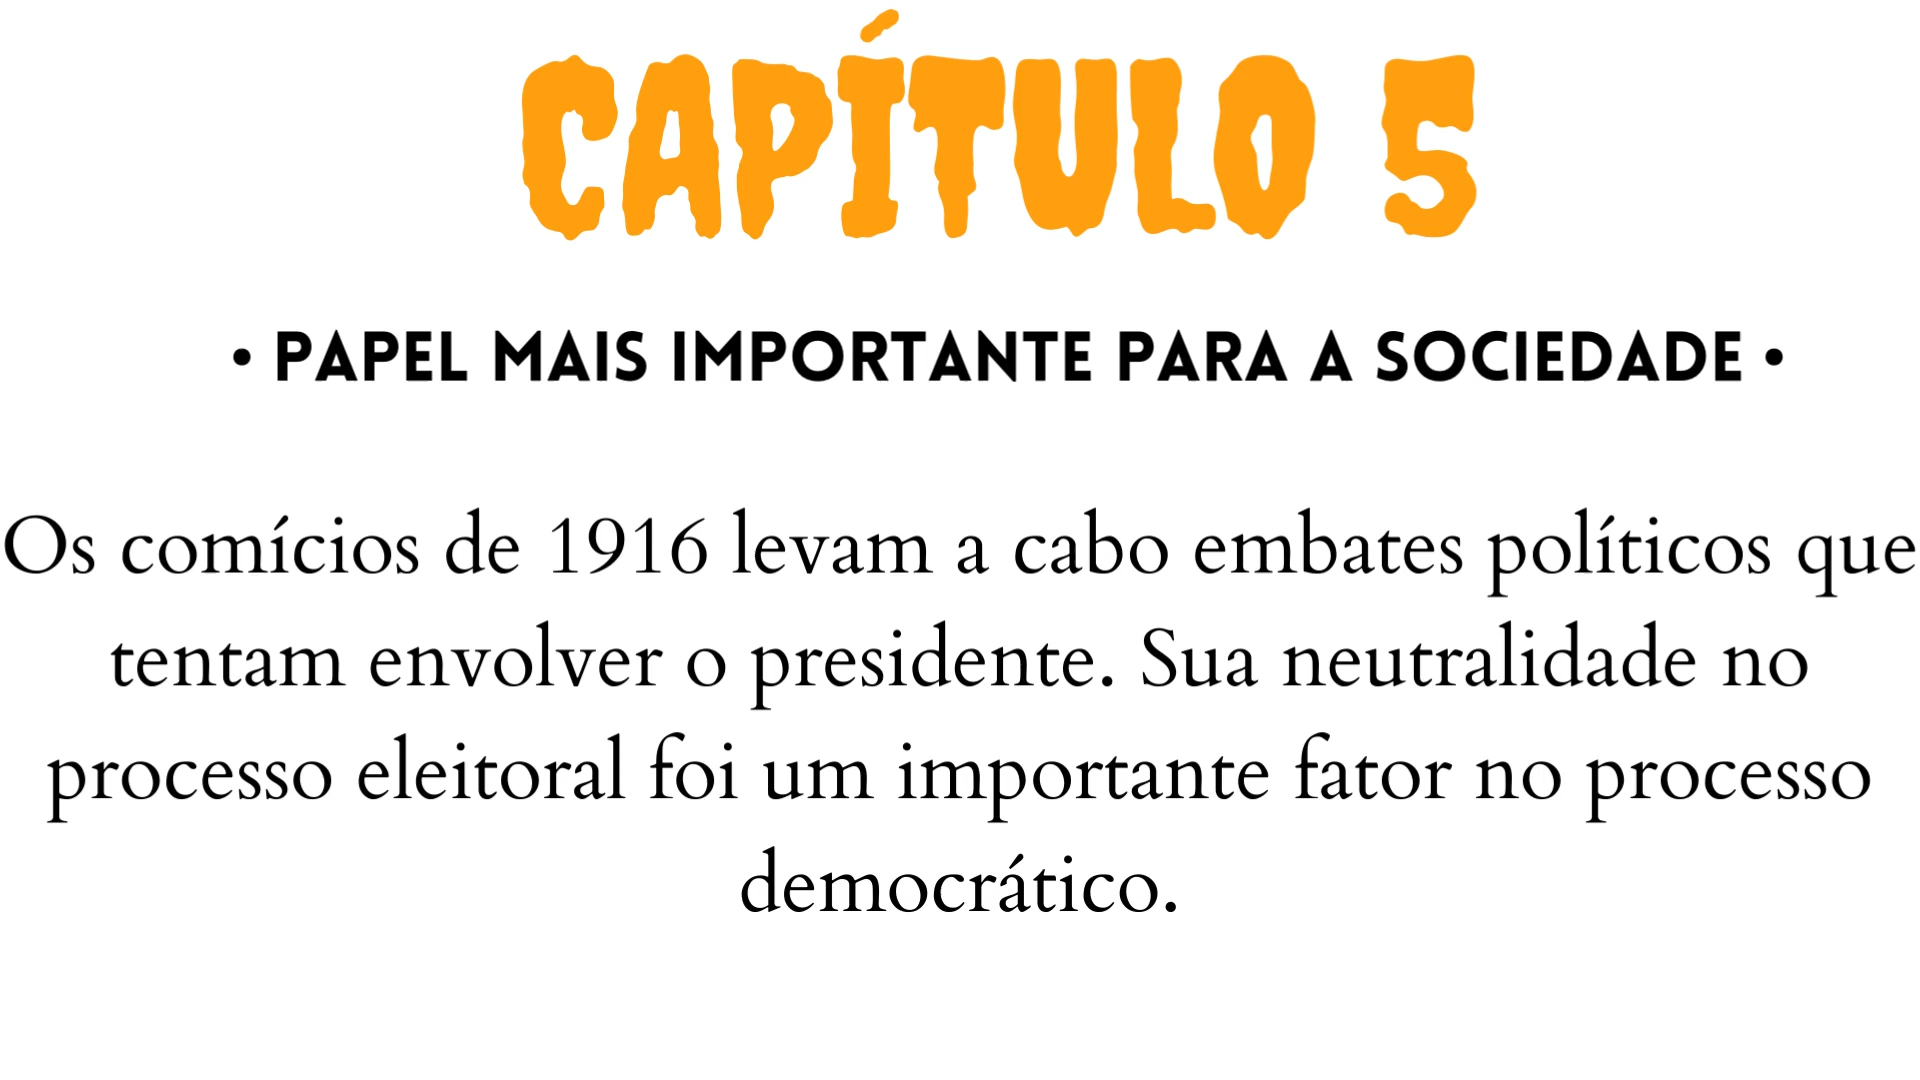 CAPÍTULO 5
• PAPEL MAIS IMPORTANTE PARA A SOCIEDADE •
Os comícios de 1916 levam a cabo embates políticos que
tentam envolver o presidente. Sua neutralidade no
processo eleitoral foi um importante fator no processo
democrático.